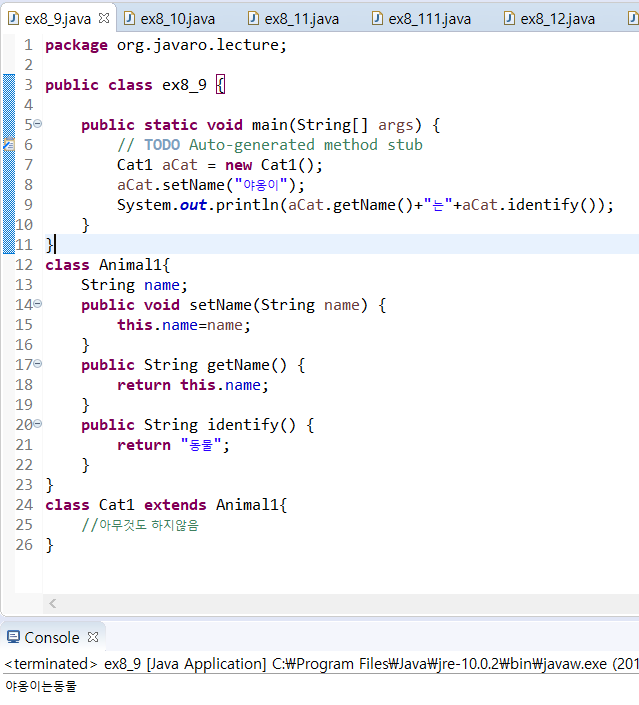 ex8_9.java ex8_10.java ex8_11.java ex8_111.java ex8_12.java
1 package org.javaro.lecture;
2
3 public class ex8_9 {
4
5 public static void main(String[] args) {
6 // TODO Auto-generated method stub
7 Cat1 aCat = new Cat1();
8 aCat.setName("야옹이");
9 System.out.println(aCat.getName()+"는"+aCat.identify());
10 }
11 }
12 class Animal1{
13 String name;
14 public void setName(String name) {
15 this.name=name;
16 }
17 public String getName() {
18 return this.name;
19 }
20 public String identify() {
21 return "동물";
22 }
23 }
24 class Cat1 extends Animal1{
25 //아무것도 하지않음
26 }
Console
<terminated> ex8_9 [Java Application] C:₩Program Files₩Java₩jre-10.0.2₩bin₩javaw.exe (201
야옹이는동물